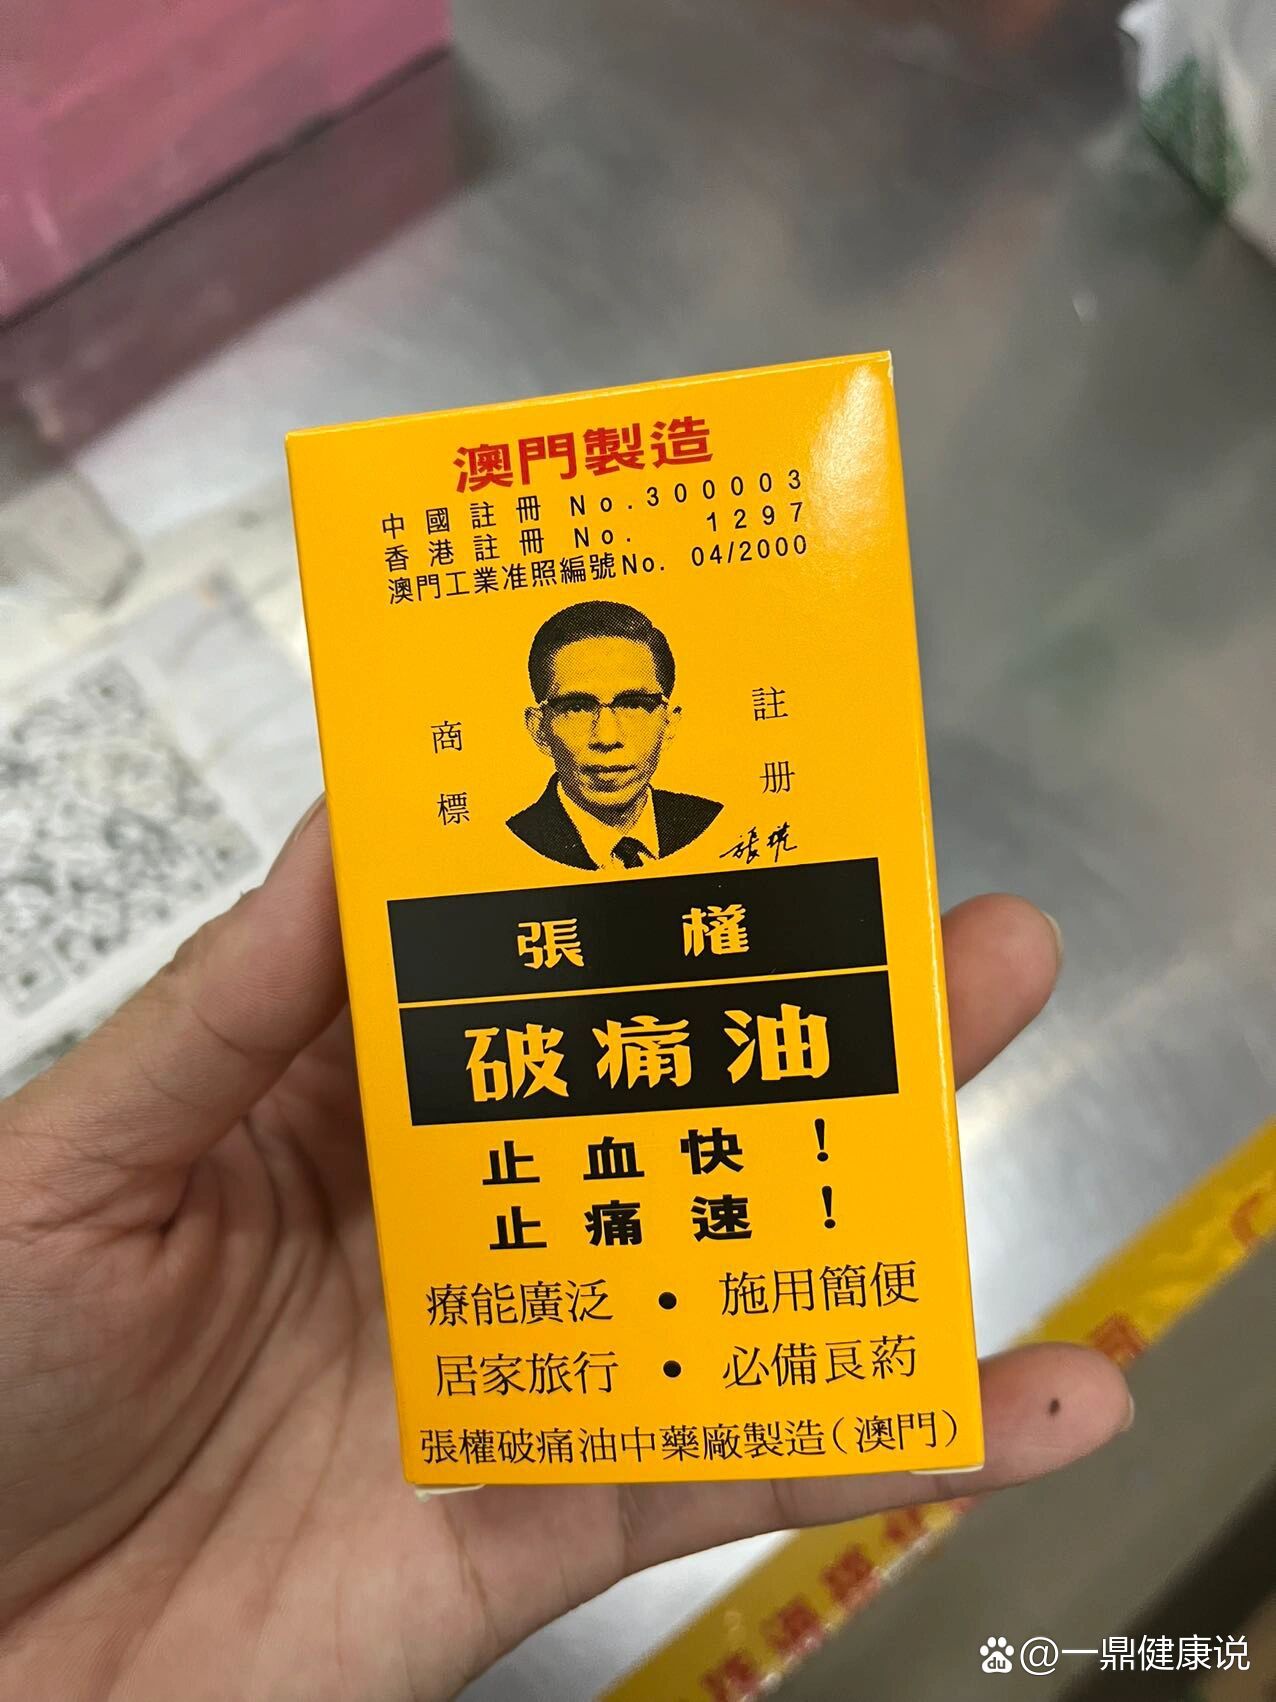 澳門製造
中國註冊 No.300003
香港註冊 No. 1297
澳門工業准照編號No. 04/2000
商標
註册
張權
破痛油
止血快！
止痛速！
療能廣泛 • 施用簡便
居家旅行 • 必備良葯
張權破痛油中藥廠製造（澳門）
du @一鼎健康说